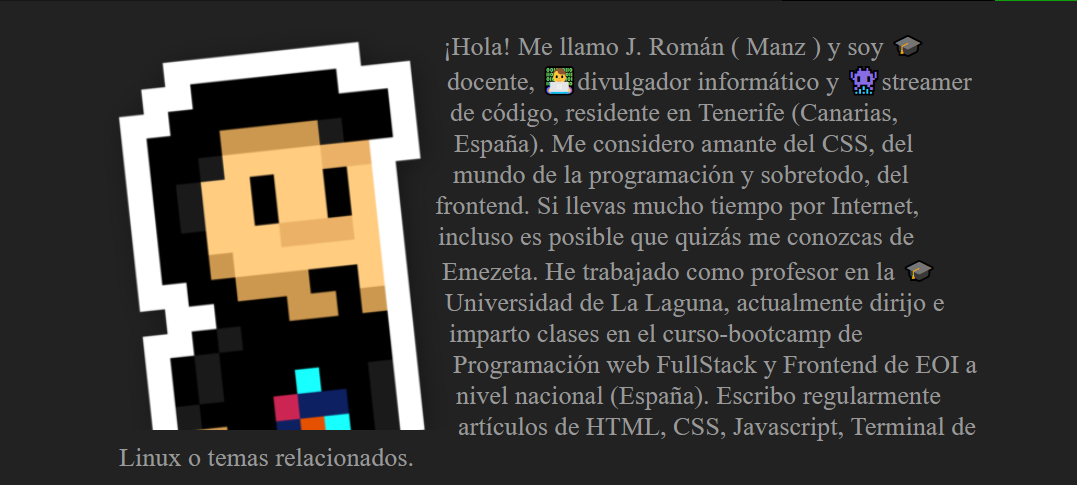 ¡Hola! Me llamo J. Román ( Manz ) y soy 🎓
docente, 👨‍💻divulgador informático y 👾streamer
de código, residente en Tenerife (Canarias,
España). Me considero amante del CSS, del
mundo de la programación y sobretodo, del
frontend. Si llevas mucho tiempo por Internet,
incluso es posible que quizás me conozcas de
Emezeta. He trabajado como profesor en la 🎓
Universidad de La Laguna, actualmente dirijo e
imparto clases en el curso-bootcamp de
Programación web FullStack y Frontend de EOI a
nivel nacional (España). Escribo regularmente
artículos de HTML, CSS, Javascript, Terminal de
Linux o temas relacionados.